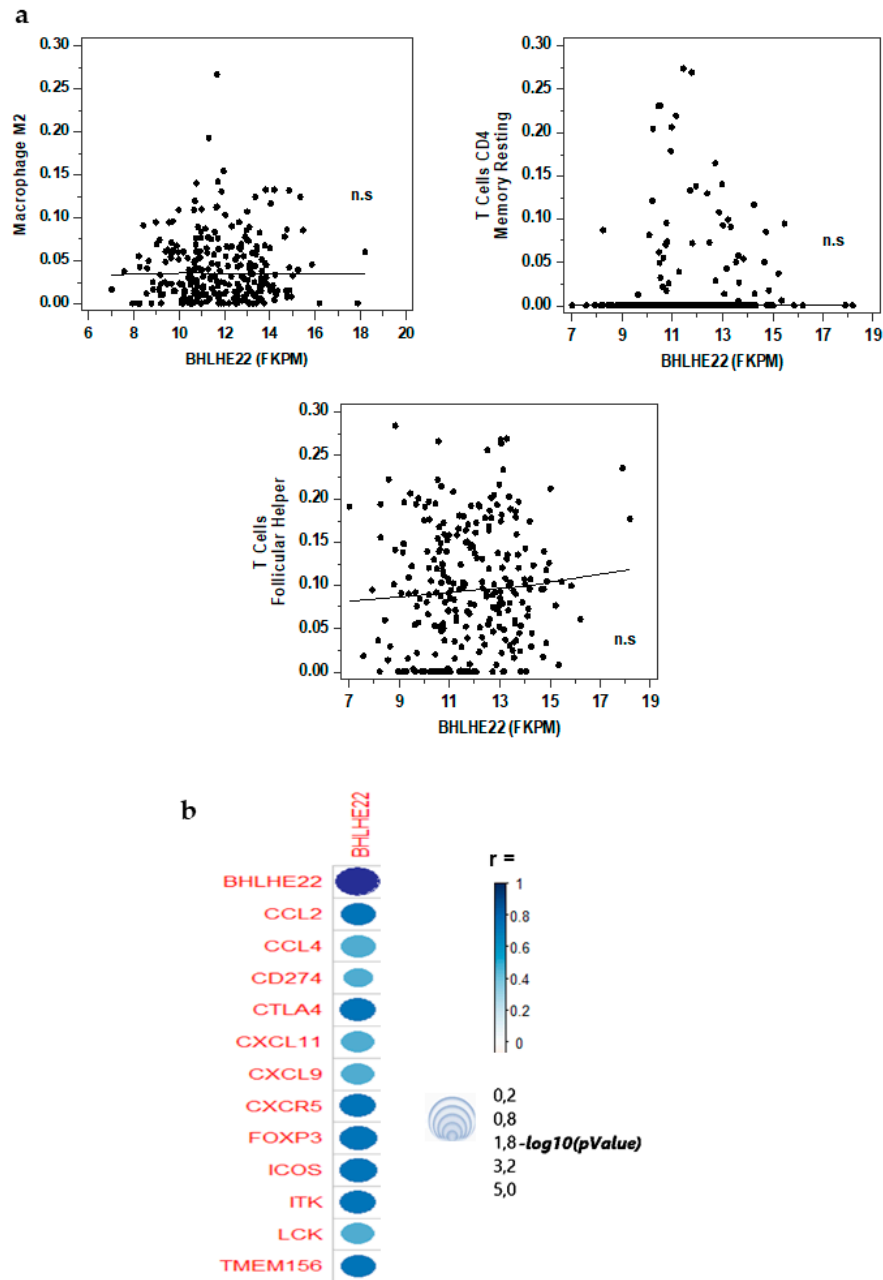 a
0.30
0.25
0.20
0.15
0.10
0.05
0.00
Macrophage M2
n.s
6 8 10 12 14 16 18 20
BHLHE22 (FKPM)
0.30
0.25
0.20
0.15
0.10
0.05
0.00
T Cells CD4
Memory Resting
n.s
7 9 11 13 15 17 19
BHLHE22 (FKPM)
0.30
0.25
0.20
0.15
0.10
0.05
0.00
T Cells
Follicular Helper
n.s
7 9 11 13 15 17 19
BHLHE22 (FKPM)
b
BHLHE22
BHLHE22
CCL2
CCL4
CD274
CTLA4
CXCL11
CXCL9
CXCR5
FOXP3
ICOS
ITK
LCK
TMEM156
r =
1
0.8
0.6
0.4
0.2
0
0,2
0,8
1,8 -log10(pValue)
3,2
5,0